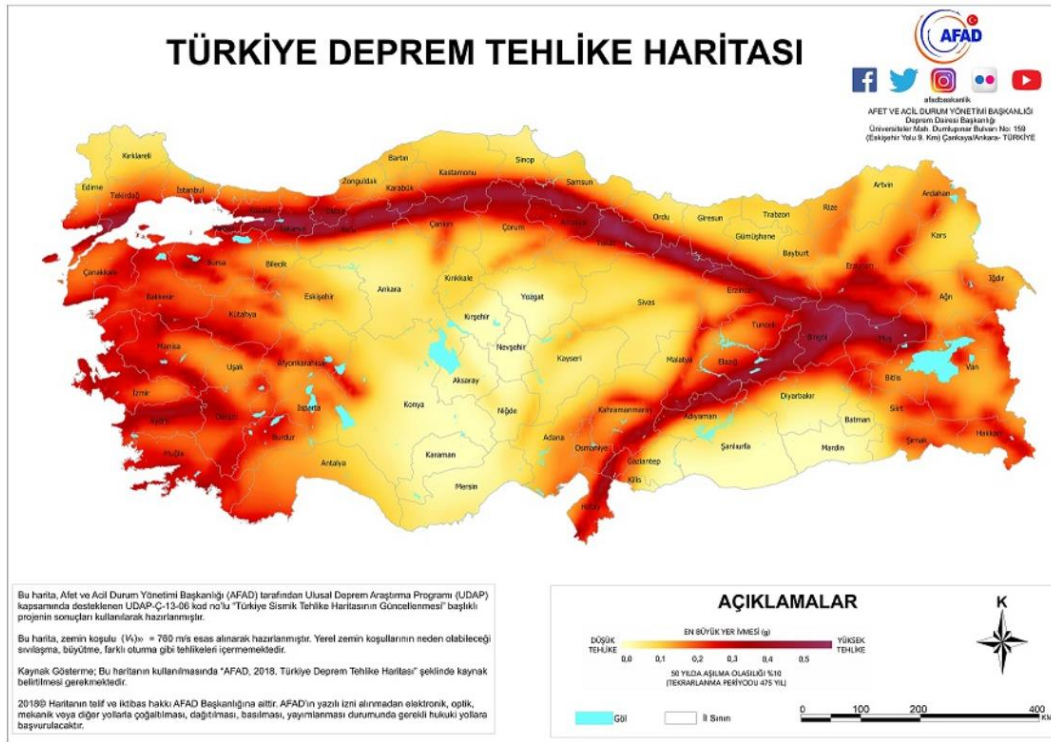 TÜRKİYE DEPREM TEHLİKE HARİTASI
AFAD
afadbaskanlik
AFET VE ACİL DURUM YÖNETİMİ BAŞKANLIĞI
Deprem Dairesi Başkanlığı
Üniversiteler Mah. Dumlupınar Bulvarı No: 159
(Eskişehir Yolu 9. Km) Çankaya/Ankara- TÜRKİYE
Kırklareli
Edirne
Tekirdağ
İstanbul
Zonguldak
Bartın
Karabük
Kastamonu
Sinop
Samsun
Ordu
Giresun
Trabzon
Rize
Artvin
Ardahan
Kars
Gümüşhane
Bayburt
Erzurum
Iğdır
Ağrı
Çankırı
Çorum
Çanakkale
Bursa
Bilecik
Balıkesir
Eskişehir
Kütahya
Ankara
Kırıkkale
Yozgat
Sivas
Erzincan
Tunceli
Bingöl
Muş
Van
Bitlis
Kırşehir
Nevşehir
Manisa
Uşak
Afyonkarahisar
Kayseri
Malatya
Elazığ
Diyarbakır
Batman
Siirt
Şırnak
Hakkari
İzmir
Aydın
Denizli
Isparta
Burdur
Muğla
Antalya
Konya
Aksaray
Niğde
Karaman
Mersin
Adana
Kahramanmaraş
Osmaniye
Adıyaman
Gaziantep
Kilis
Hatay
Şanlıurfa
Mardin
Bu harita, Afet ve Acil Durum Yönetimi Başkanlığı (AFAD) tarafından Ulusal Deprem Araştırma Programı (UDAP)
kapsamında desteklenen UDAP-Ç-13-06 kod no'lu "Türkiye Sismik Tehlike Haritasının Güncellenmesi" başlıklı
projenin sonuçları kullanılarak hazırlanmıştır.
Bu harita, zemin koşulu (Vs)30 = 760 m/s esas alınarak hazırlanmıştır. Yerel zemin koşullarının neden olabileceği
sıvılaşma, büyütme, farklı oturma gibi tehlikeleri içermemektedir.
Kaynak Gösterme; Bu haritanın kullanılmasında "AFAD, 2018, Türkiye Deprem Tehlike Haritası" şeklinde kaynak
belirtilmesi gerekmektedir.
2018© Haritanın telif ve iktibas hakkı AFAD Başkanlığına aittir. AFAD'ın yazılı izni alınmadan elektronik, optik,
mekanik veya diğer yollarla çoğaltılması, dağıtılması, basılması, yayımlanması durumunda gerekli hukuki yollara
başvurulacaktır.
AÇIKLAMALAR
EN BÜYÜK YER İVMESİ (g)
DÜŞÜK TEHLİKE
YÜKSEK TEHLİKE
0,0 0,1 0,2 0,3 0,4 0,5
50 YILDA AŞILMA OLASILIĞI %10
(TEKRARLANMA PERİYODU 475 YIL)
Göl
İl Sınırı
K
0 100 200 400
KM